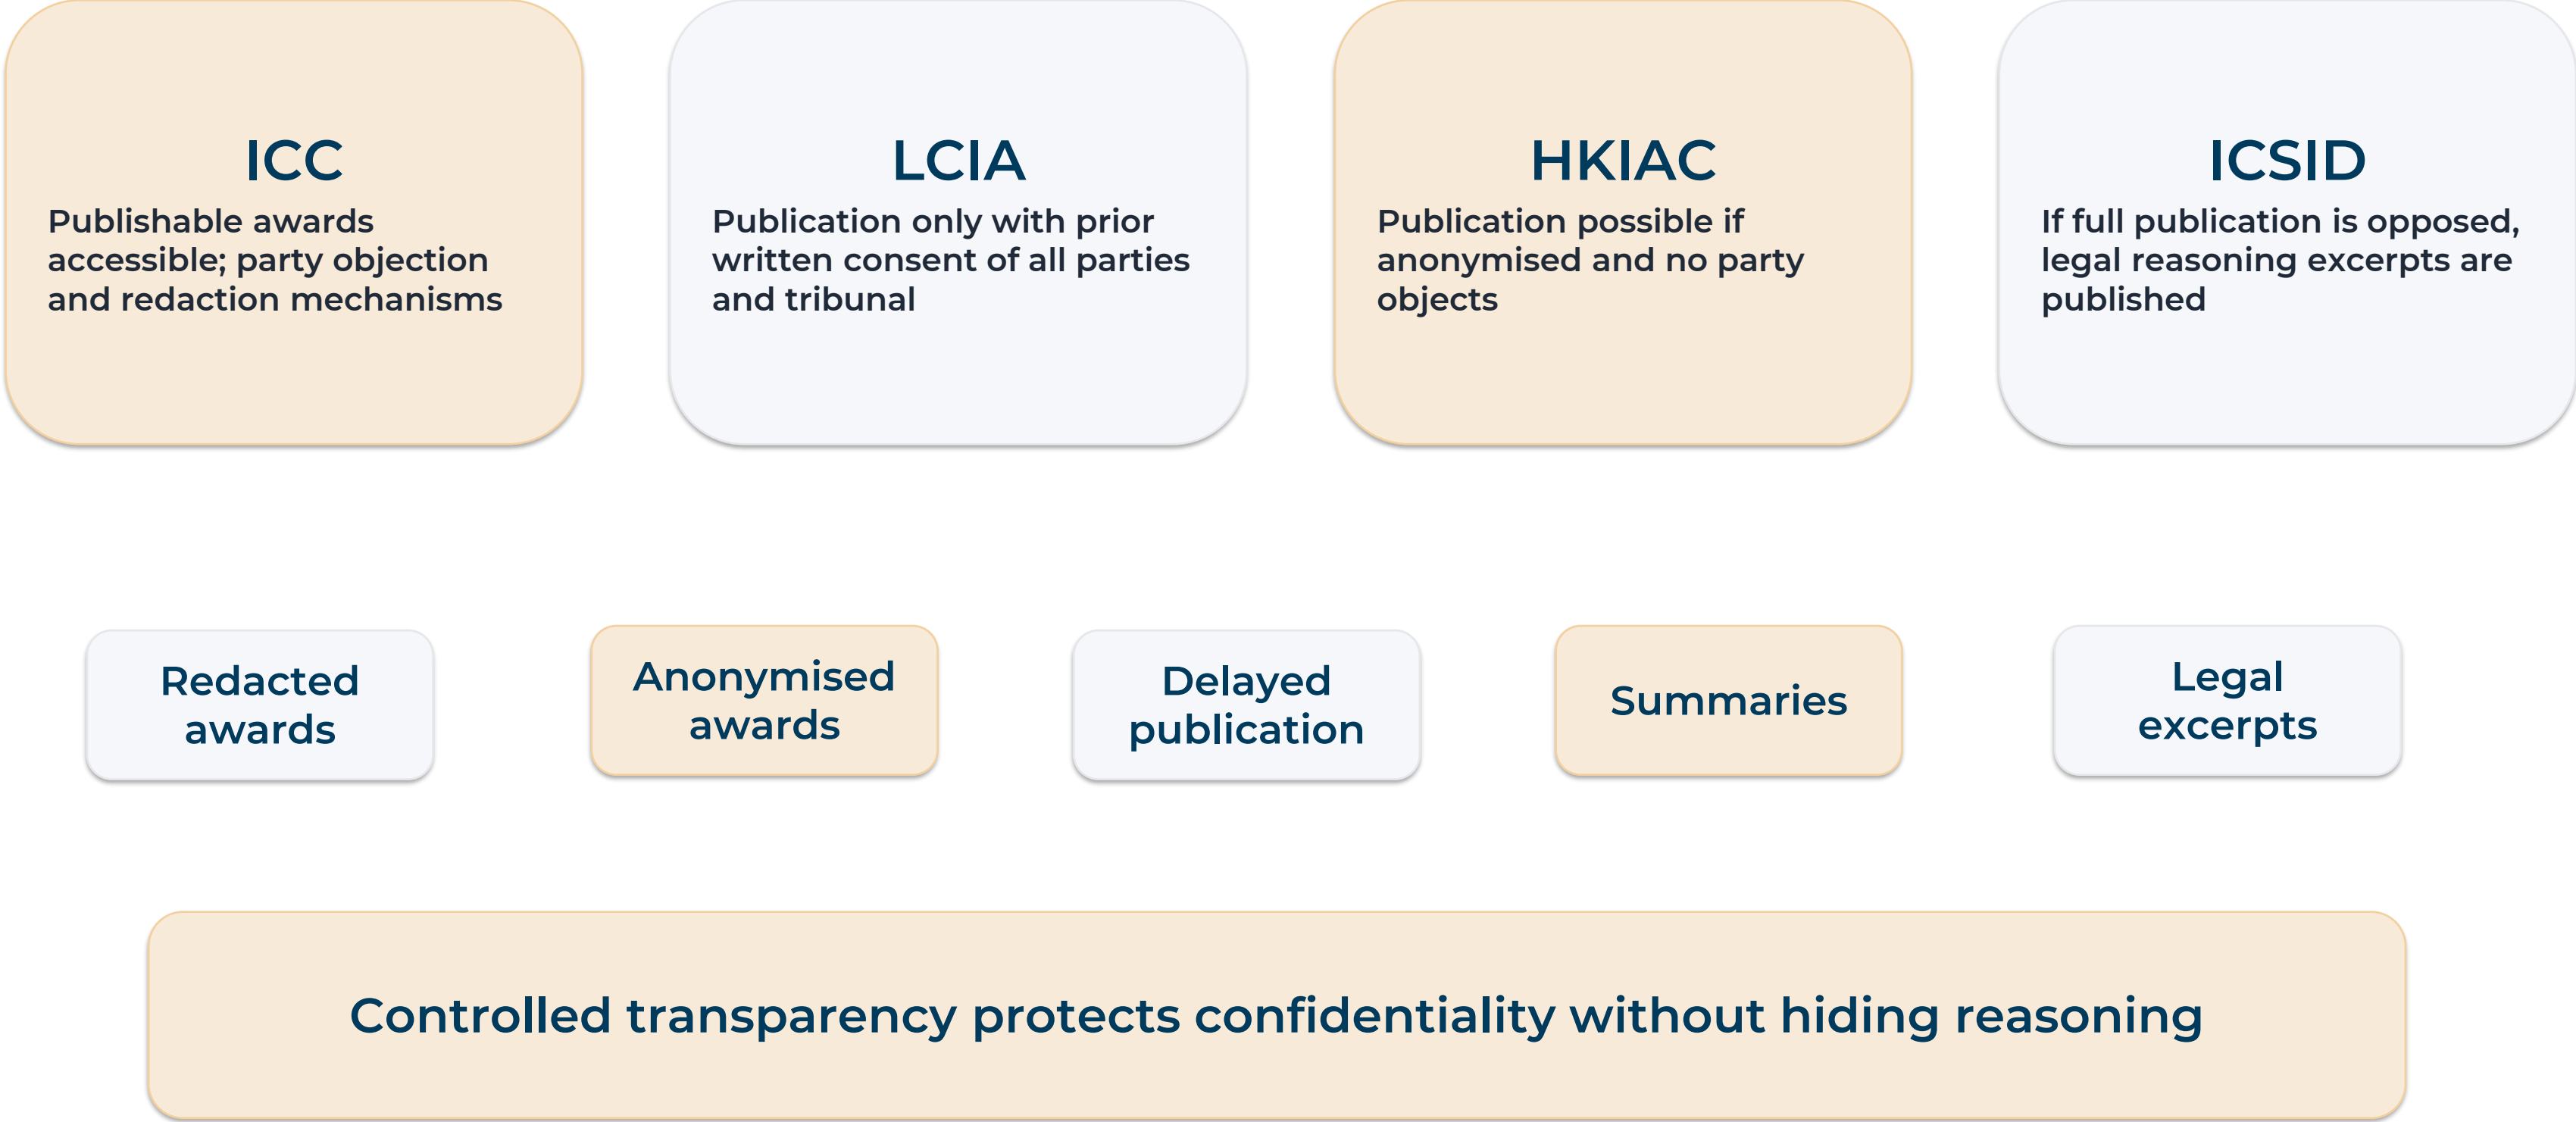 ICC
Publishable awards
accessible; party objection
and redaction mechanisms
LCIA
Publication only with prior
written consent of all parties
and tribunal
HKIAC
Publication possible if
anonymised and no party
objects
ICSID
If full publication is opposed,
legal reasoning excerpts are
published
Redacted
awards
Anonymised
awards
Delayed
publication
Summaries
Legal
excerpts
Controlled transparency protects confidentiality without hiding reasoning